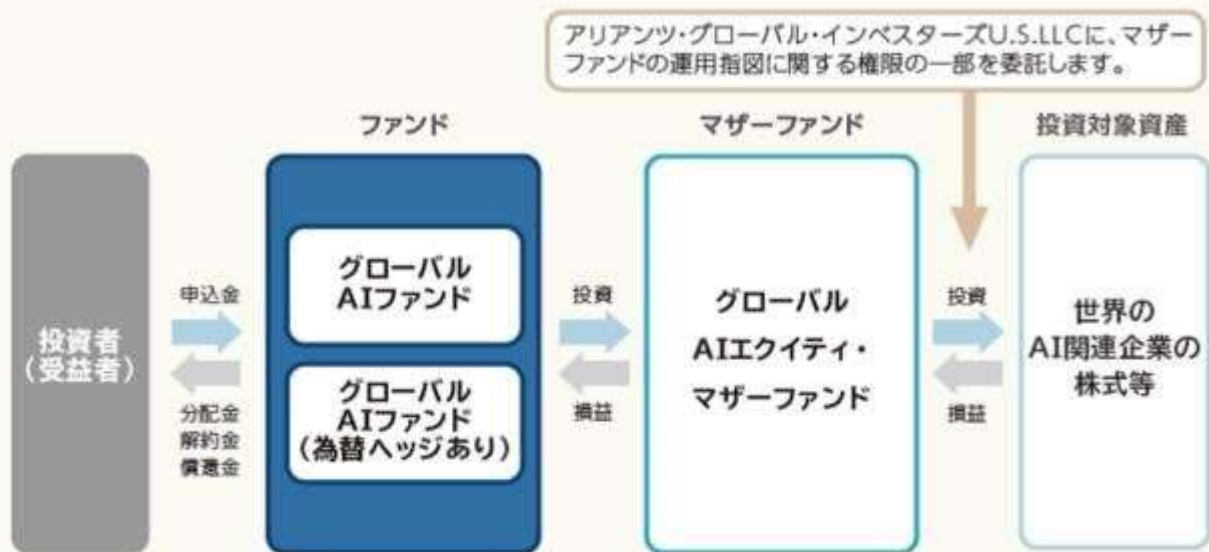 アリアンツ・グローバル・インベスターズU.S.LLCに、マザー
ファンドの運用指図に関する権限の一部を委託します。
ファンド
マザーファンド
投資対象資産
投資者
(受益者)
申込金
分配金
解約金
償還金
グローバル
AIファンド
グローバル
AIファンド
(為替ヘッジあり)
投資
損益
グローバル
AIエクイティ・
マザーファンド
投資
損益
世界の
AI関連企業の
株式等